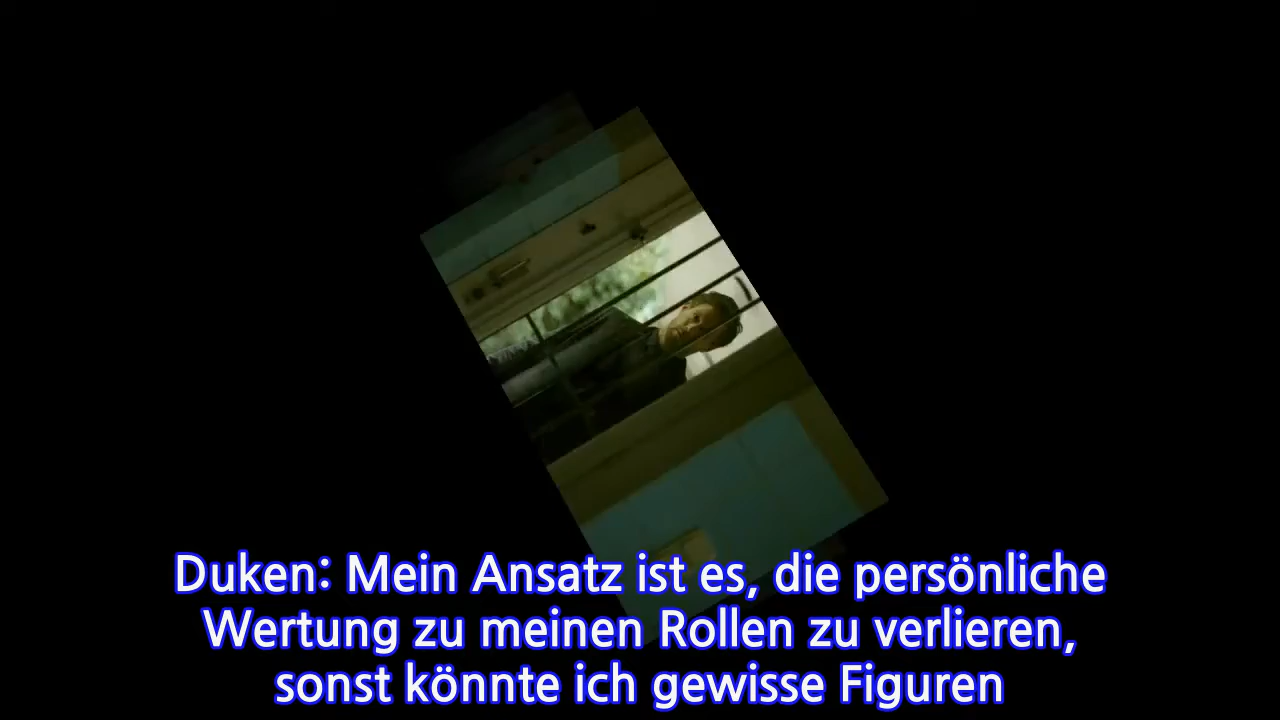 Duken: Mein Ansatz ist es, die persönliche
Wertung zu meinen Rollen zu verlieren,
sonst könnte ich gewisse Figuren